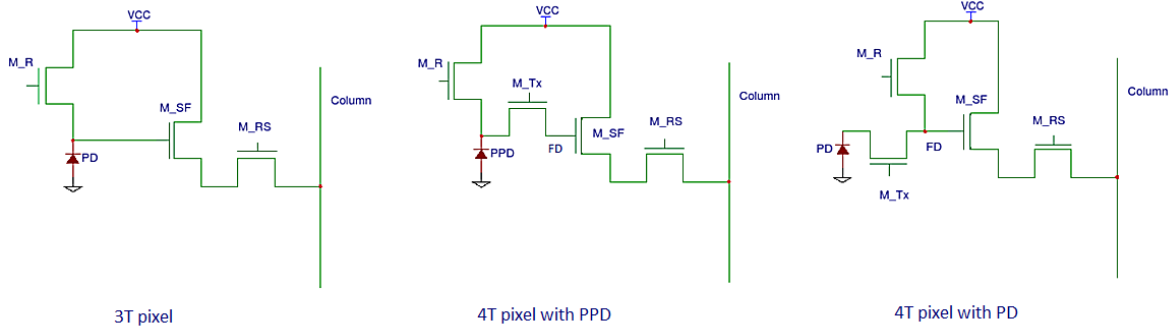 VCC
M_R
M_SF
Column
M_RS
PD
3T pixel
VCC
M_R
M_Tx
Column
M_SF
M_RS
PPD
FD
4T pixel with PPD
VCC
M_R
Column
M_SF
M_RS
PD
FD
M_Tx
4T pixel with PD